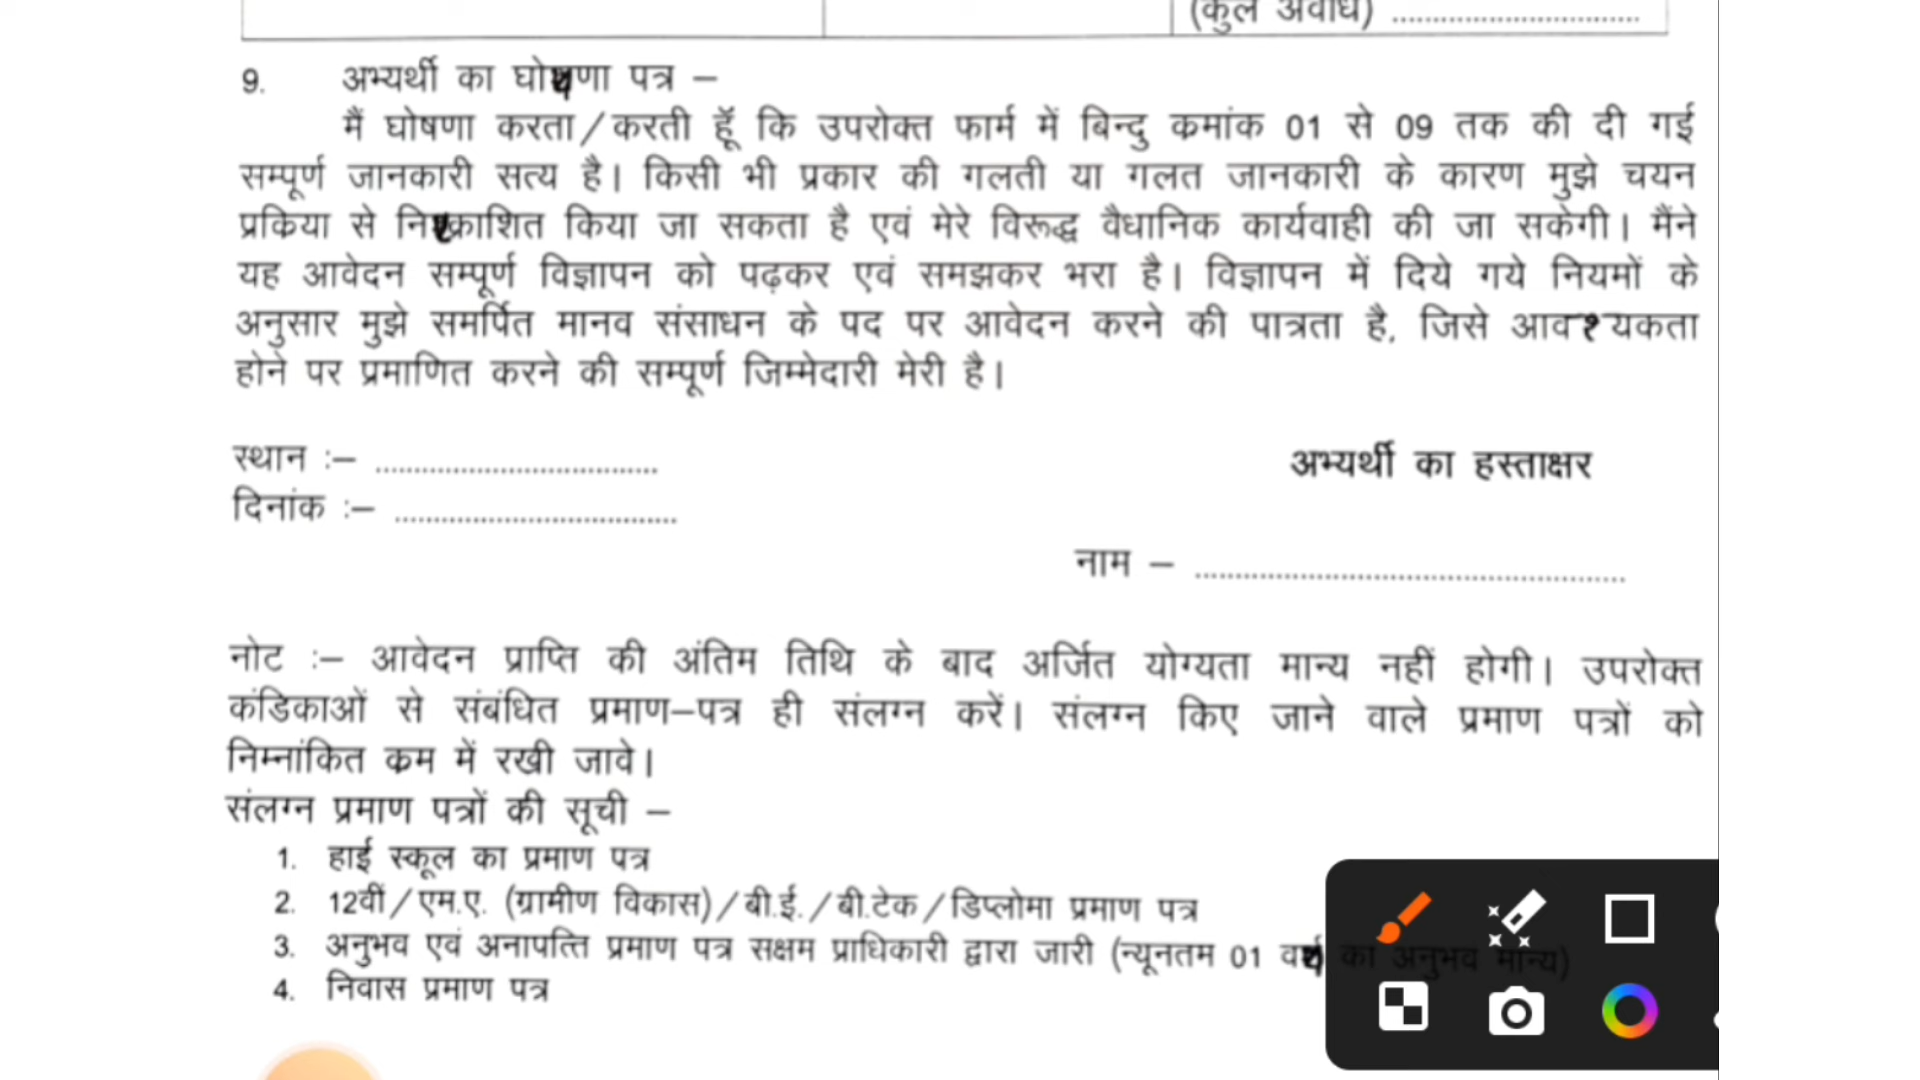 (कुल अवधि) ..............................
9. अभ्यर्थी का घोषणा पत्र –
मैं घोषणा करता/करती हूँ कि उपरोक्त फार्म में बिन्दु कमांक 01 से 09 तक की दी गई
सम्पूर्ण जानकारी सत्य है। किसी भी प्रकार की गलती या गलत जानकारी के कारण मुझे चयन
प्रकिया से निष्काशित किया जा सकता है एवं मेरे विरूद्ध वैधानिक कार्यवाही की जा सकेगी। मैंने
यह आवेदन सम्पूर्ण विज्ञापन को पढ़कर एवं समझकर भरा है। विज्ञापन में दिये गये नियमों के
अनुसार मुझे समर्पित मानव संसाधन के पद पर आवेदन करने की पात्रता है, जिसे आवश्यकता
होने पर प्रमाणित करने की सम्पूर्ण जिम्मेदारी मेरी है।
स्थान :– .................................... अभ्यर्थी का हस्ताक्षर
दिनांक :– ....................................
नाम – ......................................................
नोट :– आवेदन प्राप्ति की अंतिम तिथि के बाद अर्जित योग्यता मान्य नहीं होगी। उपरोक्त
कंडिकाओं से संबंधित प्रमाण–पत्र ही संलग्न करें। संलग्न किए जाने वाले प्रमाण पत्रों को
निम्नांकित कम में रखी जावे।
संलग्न प्रमाण पत्रों की सूची –
1. हाई स्कूल का प्रमाण पत्र
2. 12वीं/एम.ए. (ग्रामीण विकास)/बी.ई./बी.टेक/डिप्लोमा प्रमाण पत्र
3. अनुभव एवं अनापत्ति प्रमाण पत्र सक्षम प्राधिकारी द्वारा जारी (न्यूनतम 01 वर्ष का अनुभव मान्य)
4. निवास प्रमाण पत्र